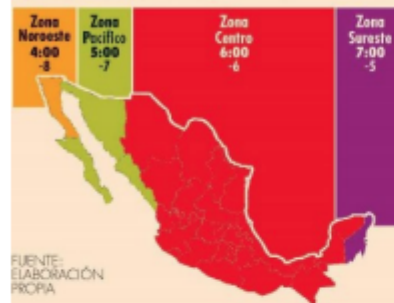 Zona
Noroeste
4:00
-8
Zona
Pacífico
5:00
-7
Zona
Centro
6:00
-6
Zona
Sureste
7:00
-5
FUENTE:
ELABORACIÓN
PROPIA